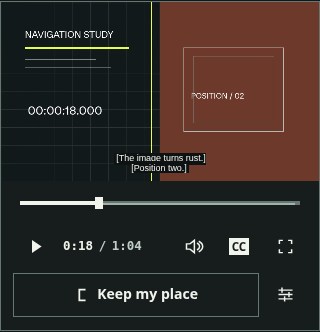 NAVIGATION STUDY
00:00:18.000
POSITION / 02
[The image turns rust.]
[Position two.]
0:18 / 1:04
CC
Keep my place